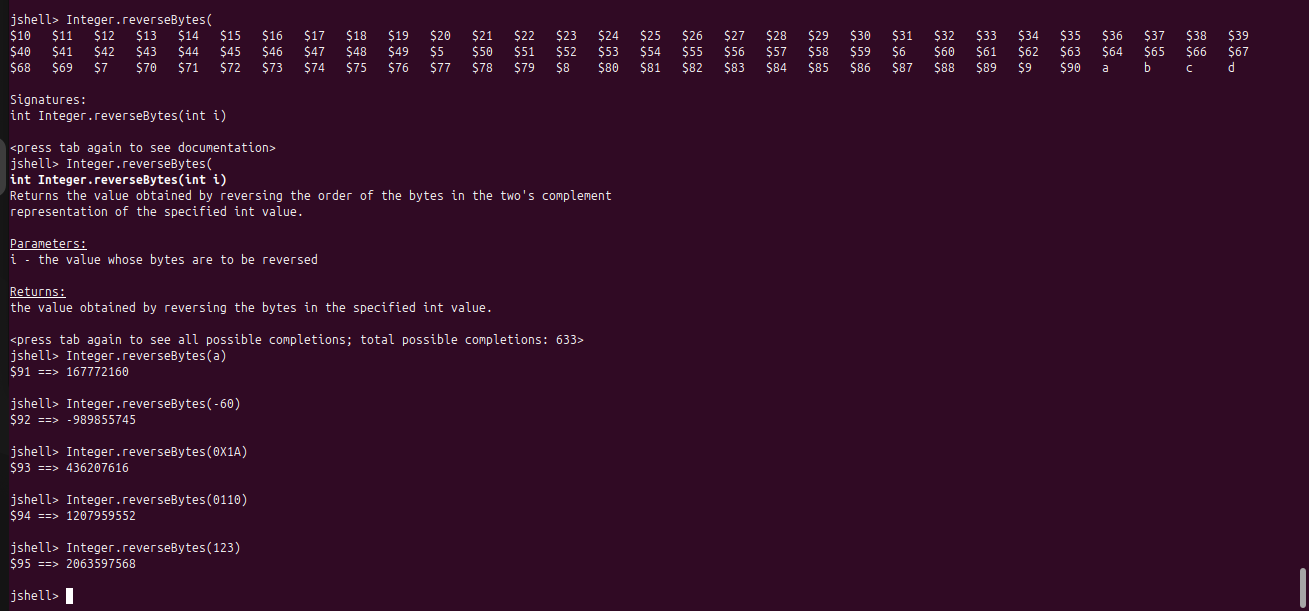 jshell> Integer.reverseBytes(
$10 $11 $12 $13 $14 $15 $16 $17 $18 $19 $20 $21 $22 $23 $24 $25 $26 $27 $28 $29 $30 $31 $32 $33 $34 $35 $36 $37 $38 $39
$40 $41 $42 $43 $44 $45 $46 $47 $48 $49 $5 $50 $51 $52 $53 $54 $55 $56 $57 $58 $59 $6 $60 $61 $62 $63 $64 $65 $66 $67
$68 $69 $7 $70 $71 $72 $73 $74 $75 $76 $77 $78 $79 $8 $80 $81 $82 $83 $84 $85 $86 $87 $88 $89 $9 $90 a b c d
Signatures:
int Integer.reverseBytes(int i)
<press tab again to see documentation>
jshell> Integer.reverseBytes(
int Integer.reverseBytes(int i)
Returns the value obtained by reversing the order of the bytes in the two's complement
representation of the specified int value.
Parameters:
i - the value whose bytes are to be reversed
Returns:
the value obtained by reversing the bytes in the specified int value.
<press tab again to see all possible completions; total possible completions: 633>
jshell> Integer.reverseBytes(a)
$91 ==> 167772160
jshell> Integer.reverseBytes(-60)
$92 ==> -989855745
jshell> Integer.reverseBytes(0X1A)
$93 ==> 436207616
jshell> Integer.reverseBytes(0110)
$94 ==> 1207959552
jshell> Integer.reverseBytes(123)
$95 ==> 2063597568
jshell>